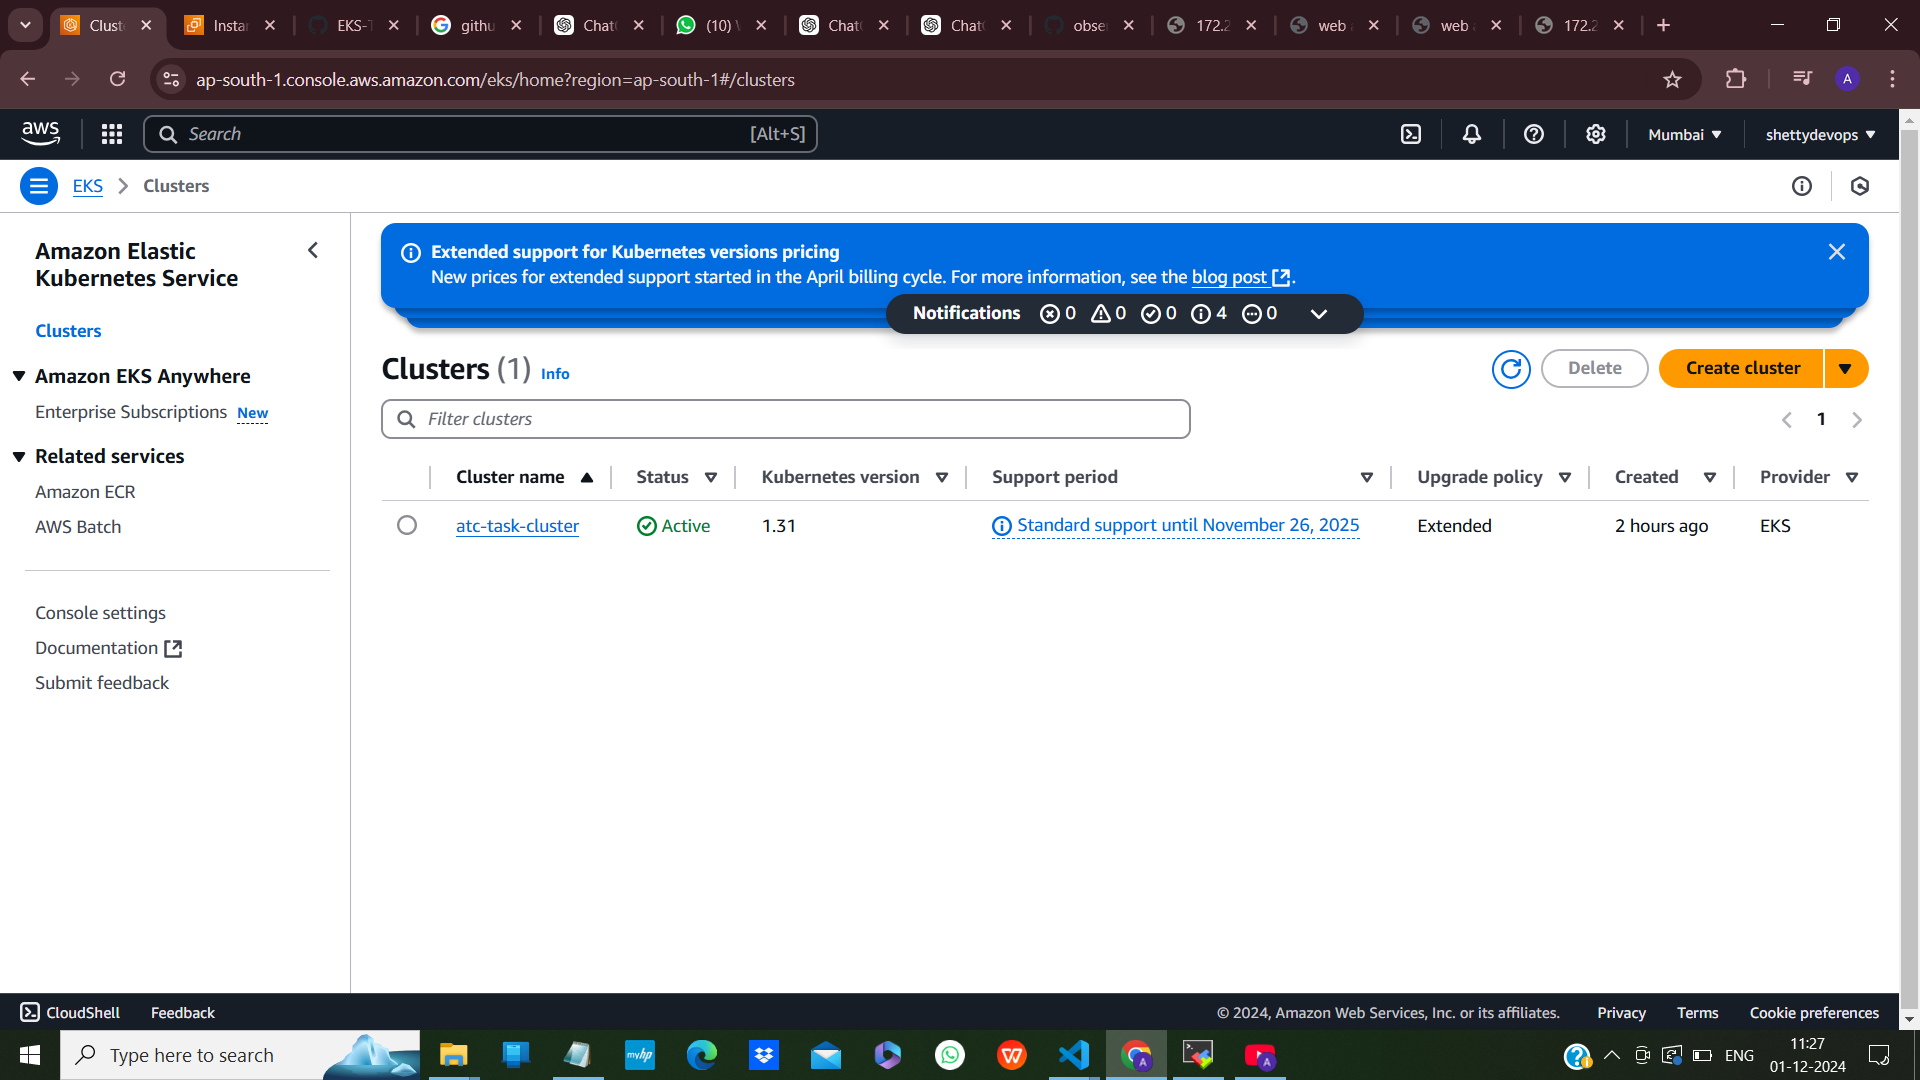 Clust
Instan
EKS-T
githu
Chat
(10)
Chat
Chat
obse
172.2
web
web
172.2
ap-south-1.console.aws.amazon.com/eks/home?region=ap-south-1#/clusters
A
aws
Search
[Alt+S]
Mumbai
shettydevops
EKS
Clusters
Amazon Elastic
Kubernetes Service
Clusters
Amazon EKS Anywhere
Enterprise Subscriptions New
Related services
Amazon ECR
AWS Batch
Console settings
Documentation
Submit feedback
Extended support for Kubernetes versions pricing
New prices for extended support started in the April billing cycle. For more information, see the blog post.
Notifications 0 0 0 4 0
Clusters (1) Info
Delete
Create cluster
Filter clusters
1
Cluster name Status Kubernetes version Support period Upgrade policy Created Provider
atc-task-cluster Active 1.31 Standard support until November 26, 2025 Extended 2 hours ago EKS
CloudShell Feedback © 2024, Amazon Web Services, Inc. or its affiliates. Privacy Terms Cookie preferences
Type here to search
myhp
W
A
A
ENG
11:27
01-12-2024